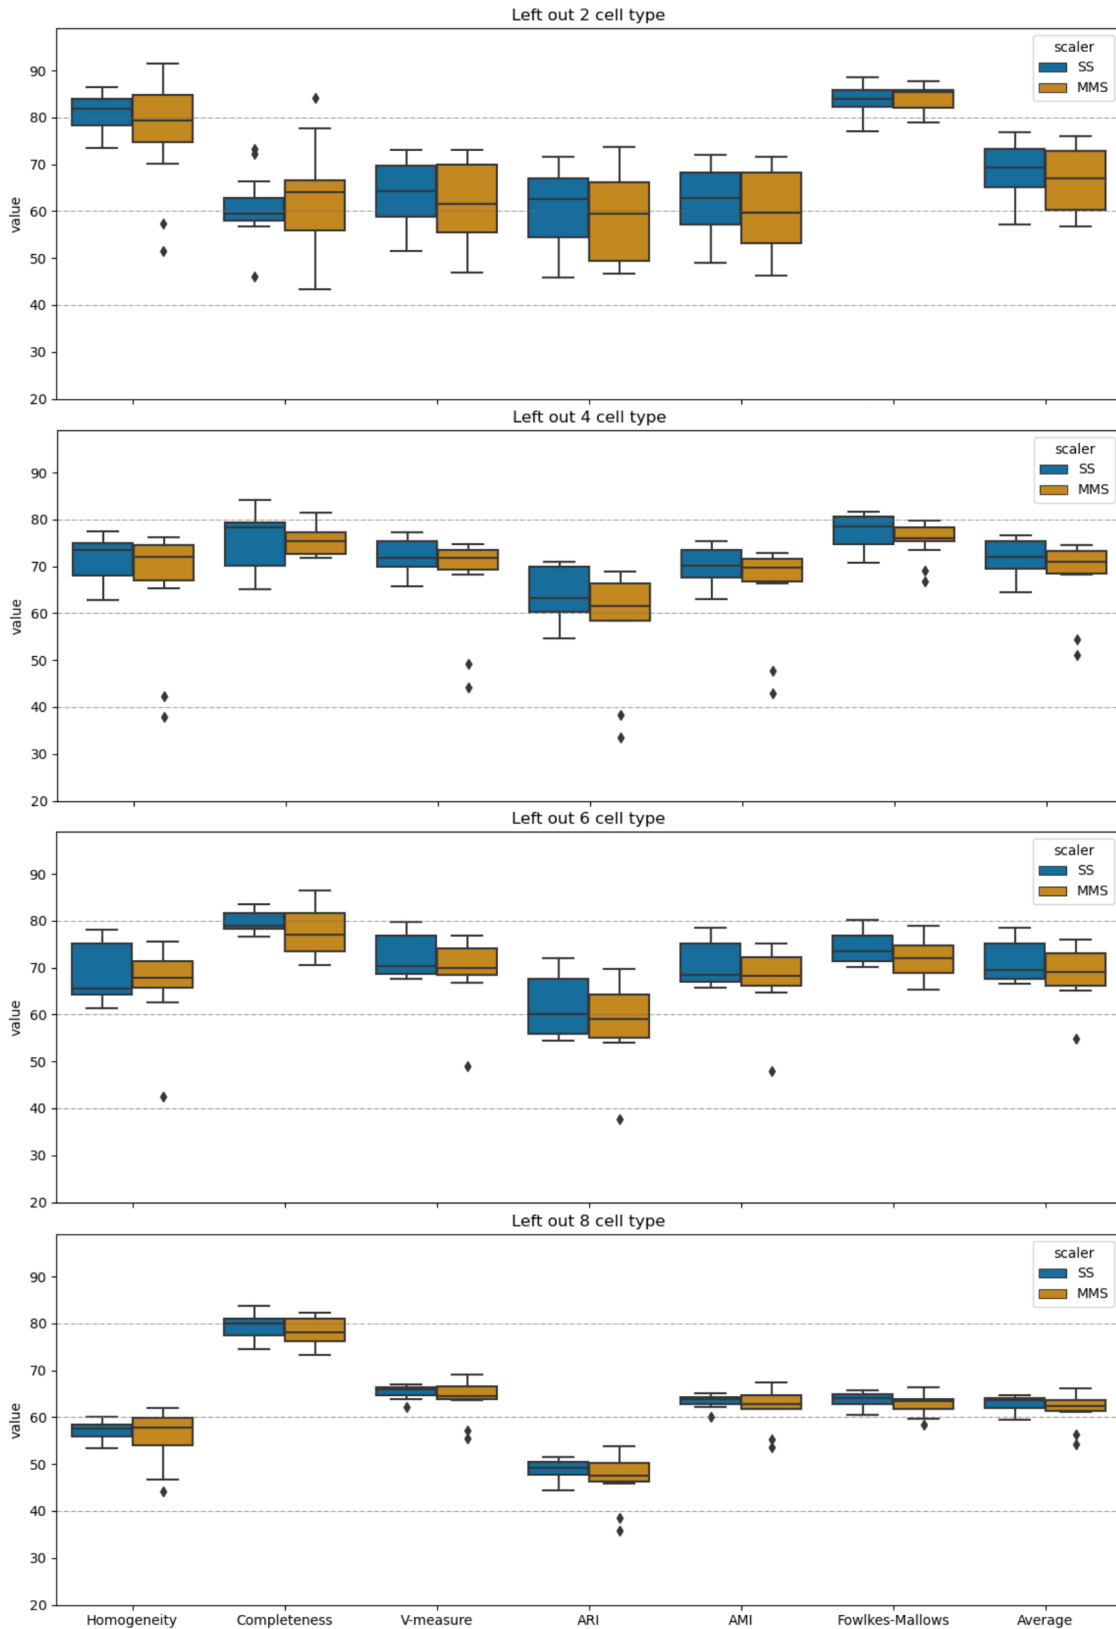 Left out 2 cell type
scaler
SS
MMS
90
80
70
60
50
40
30
20
value
Left out 4 cell type
scaler
SS
MMS
90
80
70
60
50
40
30
20
value
Left out 6 cell type
scaler
SS
MMS
90
80
70
60
50
40
30
20
value
Left out 8 cell type
scaler
SS
MMS
90
80
70
60
50
40
30
20
value
Homogeneity Completeness V-measure ARI AMI Fowlkes-Mallows Average